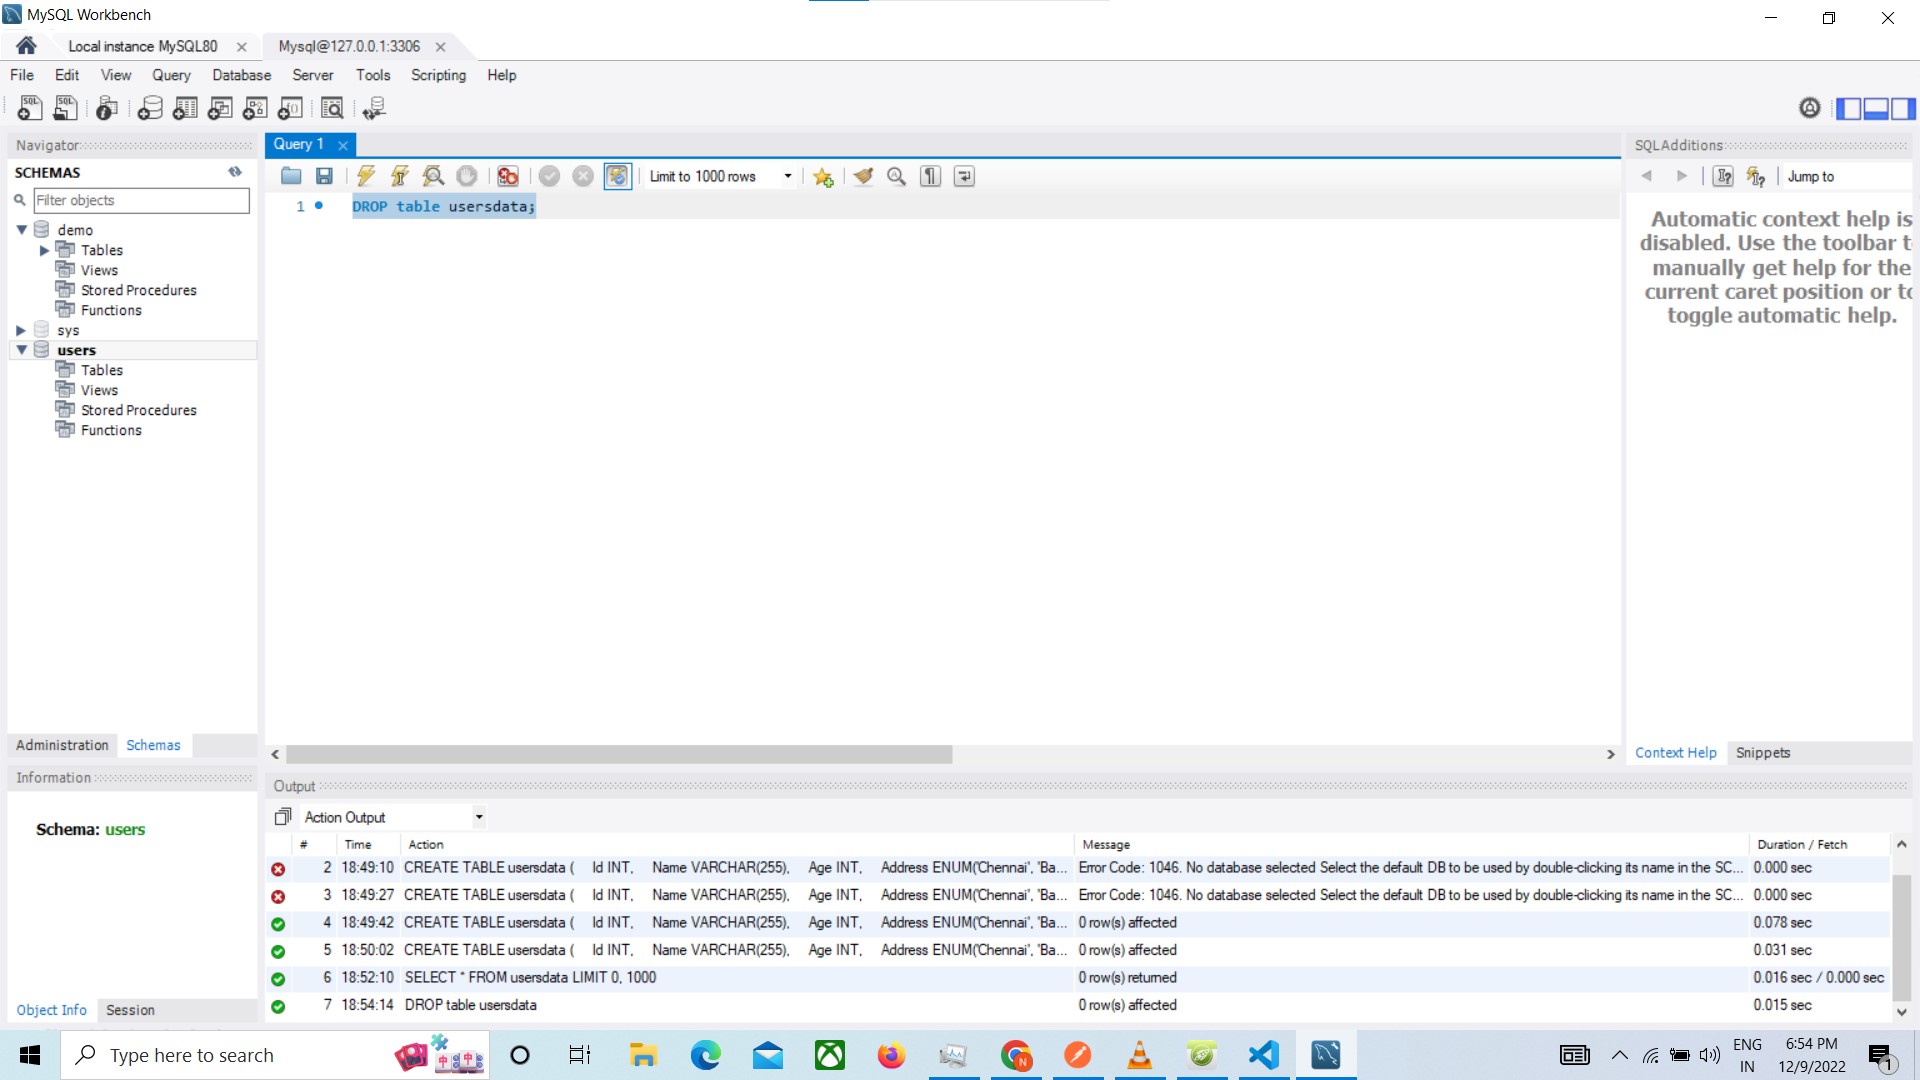 MySQL Workbench
Local instance MySQL80
Mysql@127.0.0.1:3306
File Edit View Query Database Server Tools Scripting Help
Navigator
SCHEMAS
Filter objects
demo
Tables
Views
Stored Procedures
Functions
sys
users
Tables
Views
Stored Procedures
Functions
Administration Schemas
Information
Schema: users
Object Info Session
Query 1
Limit to 1000 rows
1 DROP table usersdata;
SQLAdditions
Jump to
Automatic context help is
disabled. Use the toolbar t
manually get help for the
current caret position or to
toggle automatic help.
Context Help Snippets
Output
Action Output
# Time Action Message Duration / Fetch
2 18:49:10 CREATE TABLE usersdata ( Id INT, Name VARCHAR(255), Age INT, Address ENUM('Chennai', 'Ba... Error Code: 1046. No database selected Select the default DB to be used by double-clicking its name in the SC... 0.000 sec
3 18:49:27 CREATE TABLE usersdata ( Id INT, Name VARCHAR(255), Age INT, Address ENUM('Chennai', 'Ba... Error Code: 1046. No database selected Select the default DB to be used by double-clicking its name in the SC... 0.000 sec
4 18:49:42 CREATE TABLE usersdata ( Id INT, Name VARCHAR(255), Age INT, Address ENUM('Chennai', 'Ba... 0 row(s) affected 0.078 sec
5 18:50:02 CREATE TABLE usersdata ( Id INT, Name VARCHAR(255), Age INT, Address ENUM('Chennai', 'Ba... 0 row(s) affected 0.031 sec
6 18:52:10 SELECT * FROM usersdata LIMIT 0, 1000 0 row(s) returned 0.016 sec / 0.000 sec
7 18:54:14 DROP table usersdata 0 row(s) affected 0.015 sec
Type here to search
ENG
IN
6:54 PM
12/9/2022
1